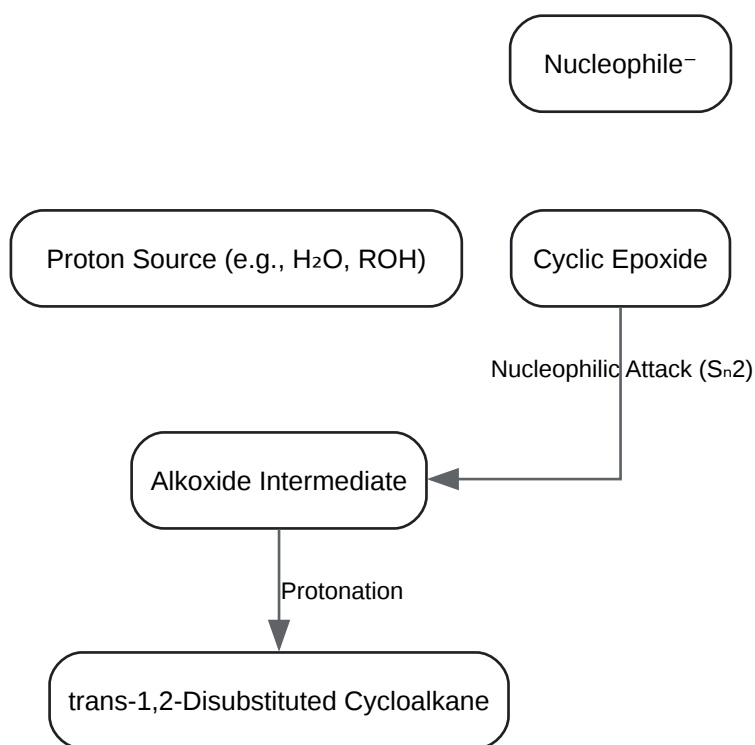 Nucleophile⁻
Proton Source (e.g., H₂O, ROH)
Cyclic Epoxide
Nucleophilic Attack (Sₙ2)
Alkoxide Intermediate
Protonation
trans-1,2-Disubstituted Cycloalkane